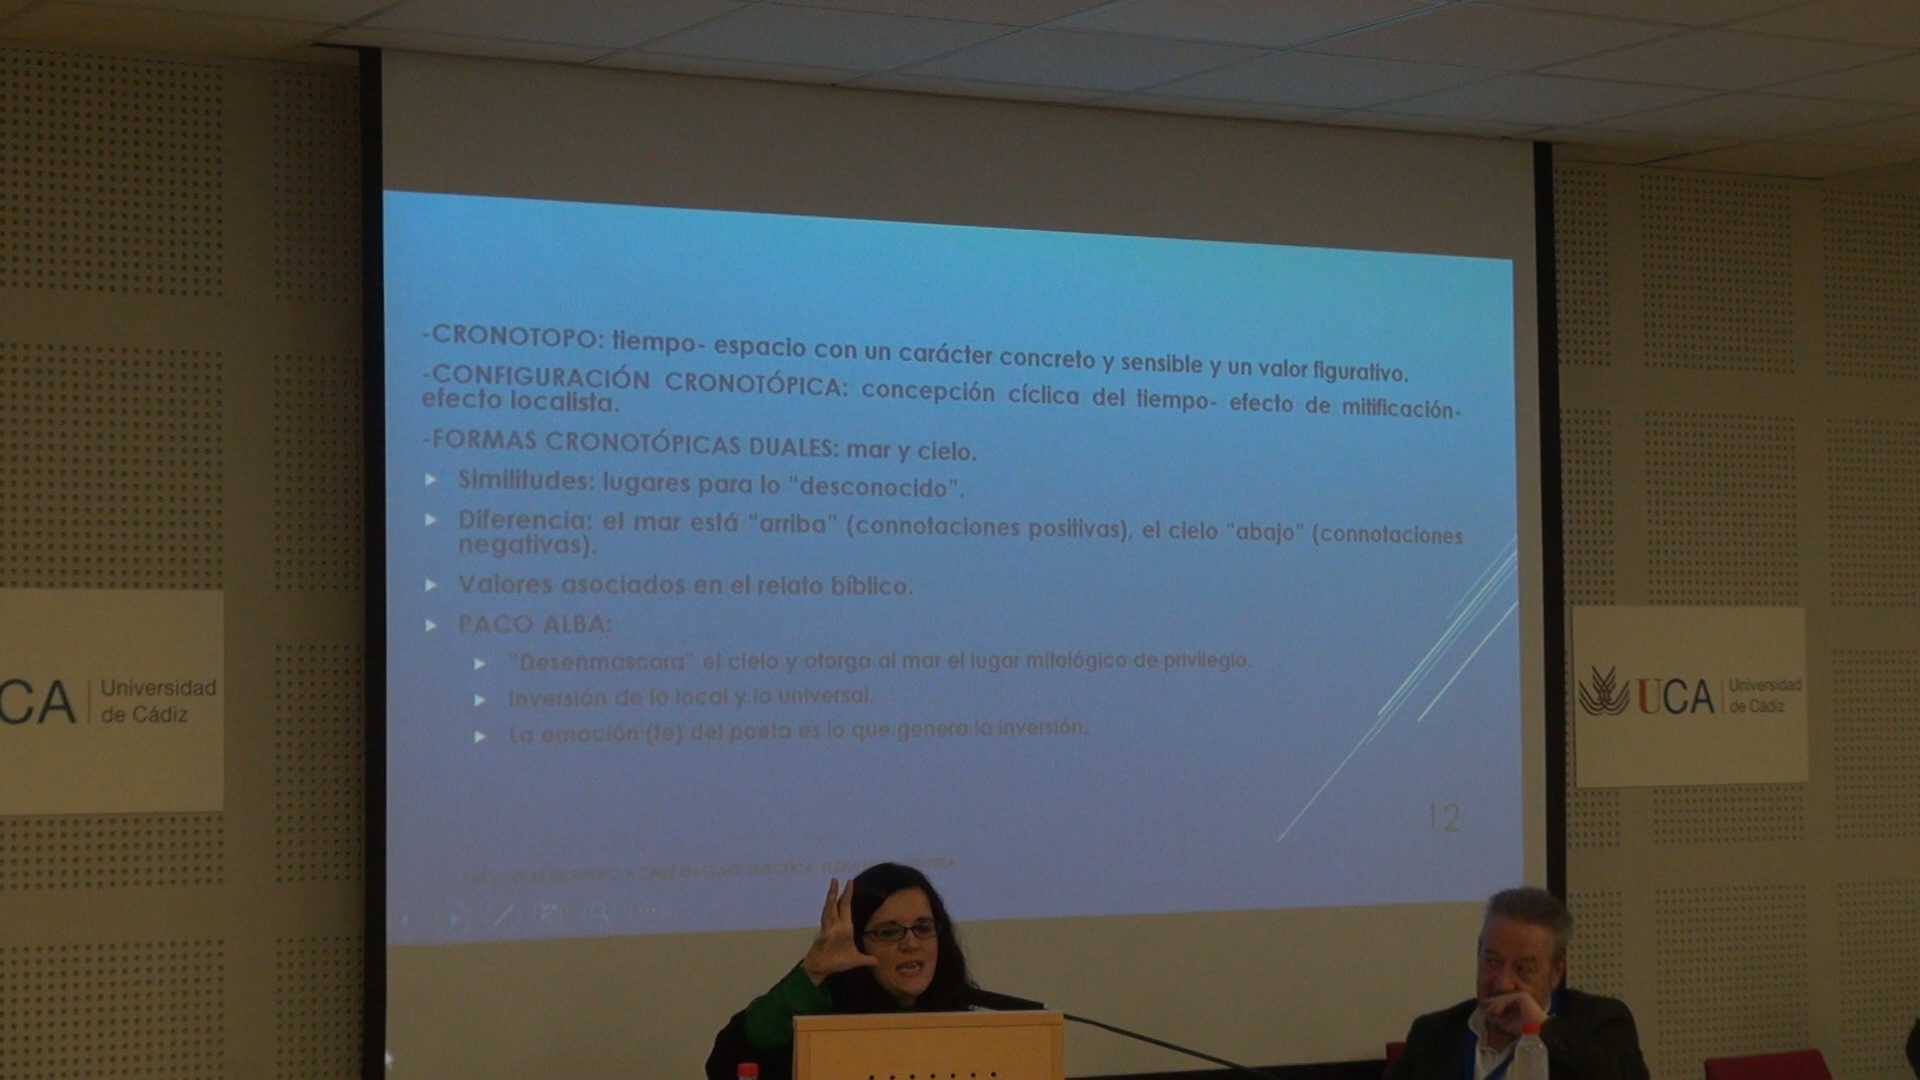 -CRONOTOPO: tiempo- espacio con un carácter concreto y sensible y un valor figurativo.
-CONFIGURACIÓN CRONOTÓPICA: concepción cíclica del tiempo- efecto de mitificación-
efecto localista.
-FORMAS CRONOTÓPICAS DUALES: mar y cielo.
Similitudes: lugares para lo “desconocido”.
Diferencia: el mar está “arriba” (connotaciones positivas), el cielo “abajo” (connotaciones
negativas).
Valores asociados en el relato bíblico.
PACO ALBA:
“Desenmascara” el cielo y otorga al mar el lugar mitológico de privilegio.
Inversión de lo local y lo universal.
La emoción (fe) del poeta es lo que genera la inversión.
12
CA Universidad
de Cádiz
UCA Universidad
de Cádiz